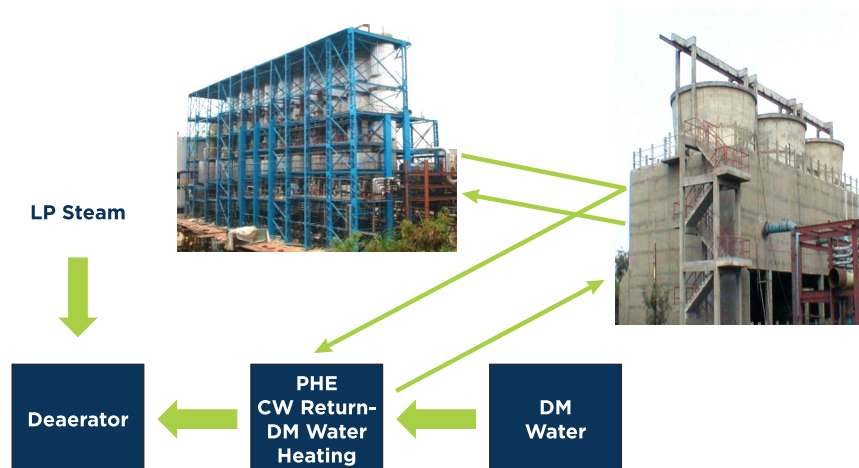 LP Steam
Deaerator
PHE
CW Return-
DM Water
Heating
DM
Water